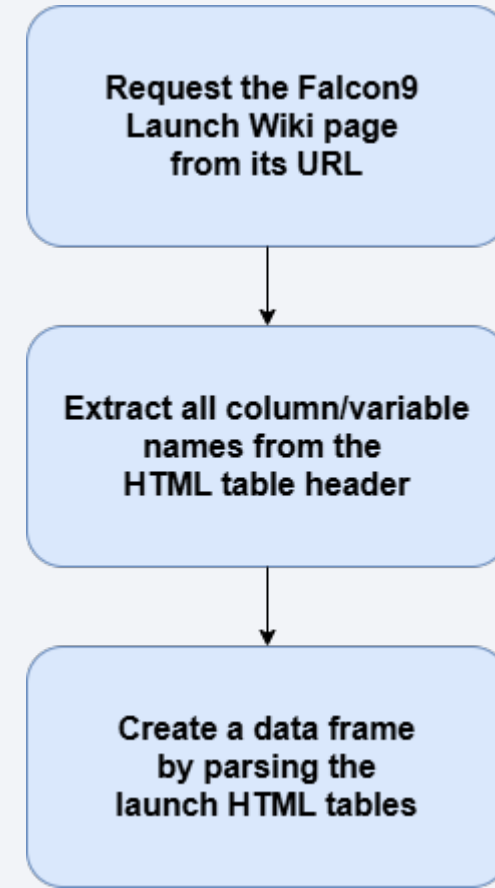 Request the Falcon9
Launch Wiki page
from its URL
Extract all column/variable
names from the
HTML table header
Create a data frame
by parsing the
launch HTML tables